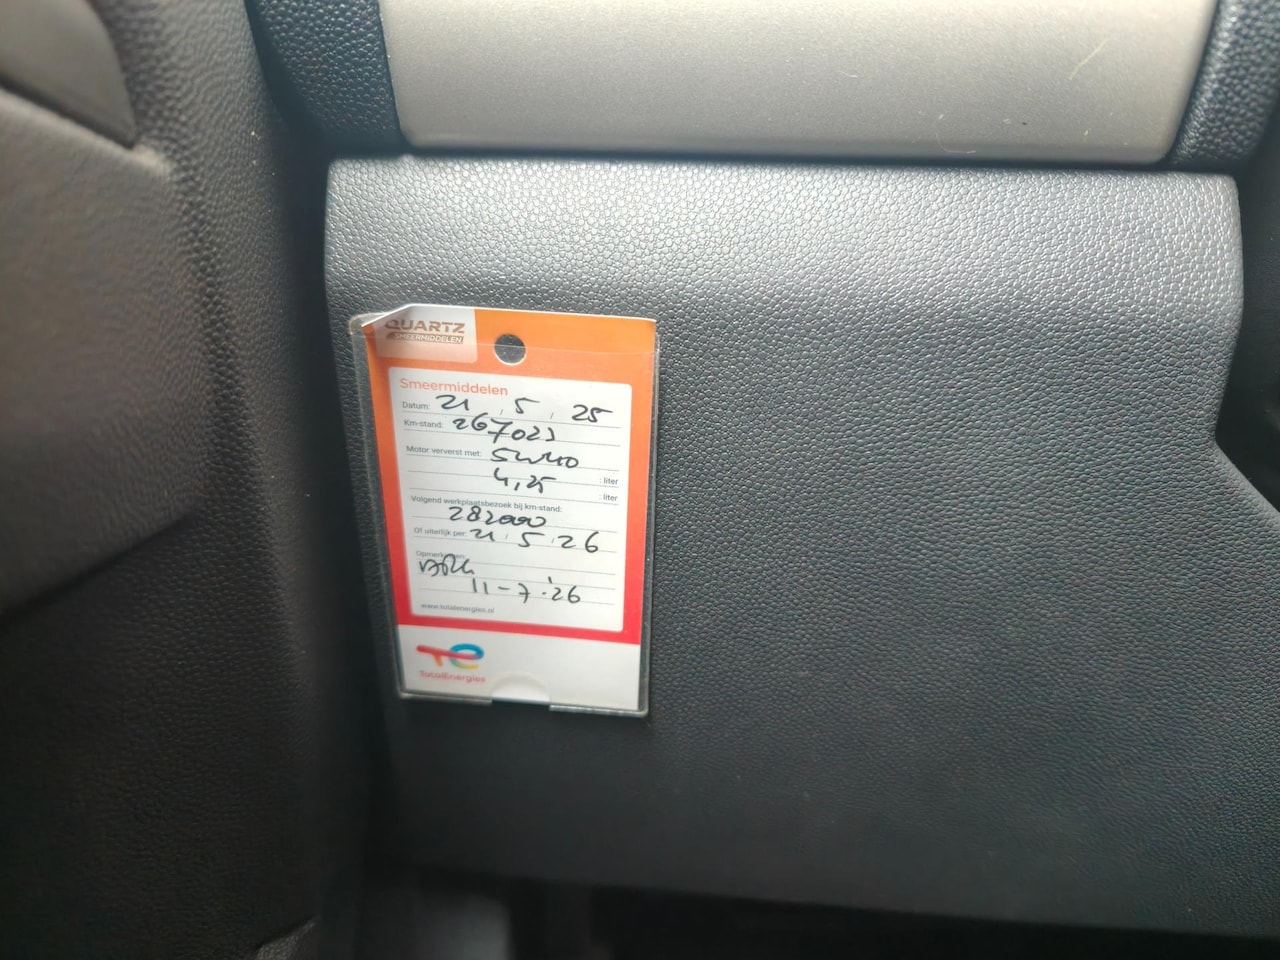 QUARTZ
SMEERMIDDELEN
Smeermiddelen
Datum: 21 , 5 , 25
Km-stand: 267023
Motor ververst met: 5W40
4,25 : liter
: liter
Volgend werkplaatsbezoek bij km-stand:
282000
Of uiterlijk per: 21 , 5 , 26
Opmerkingen:
11-7-'26
www.totalenergies.nl
TotalEnergies